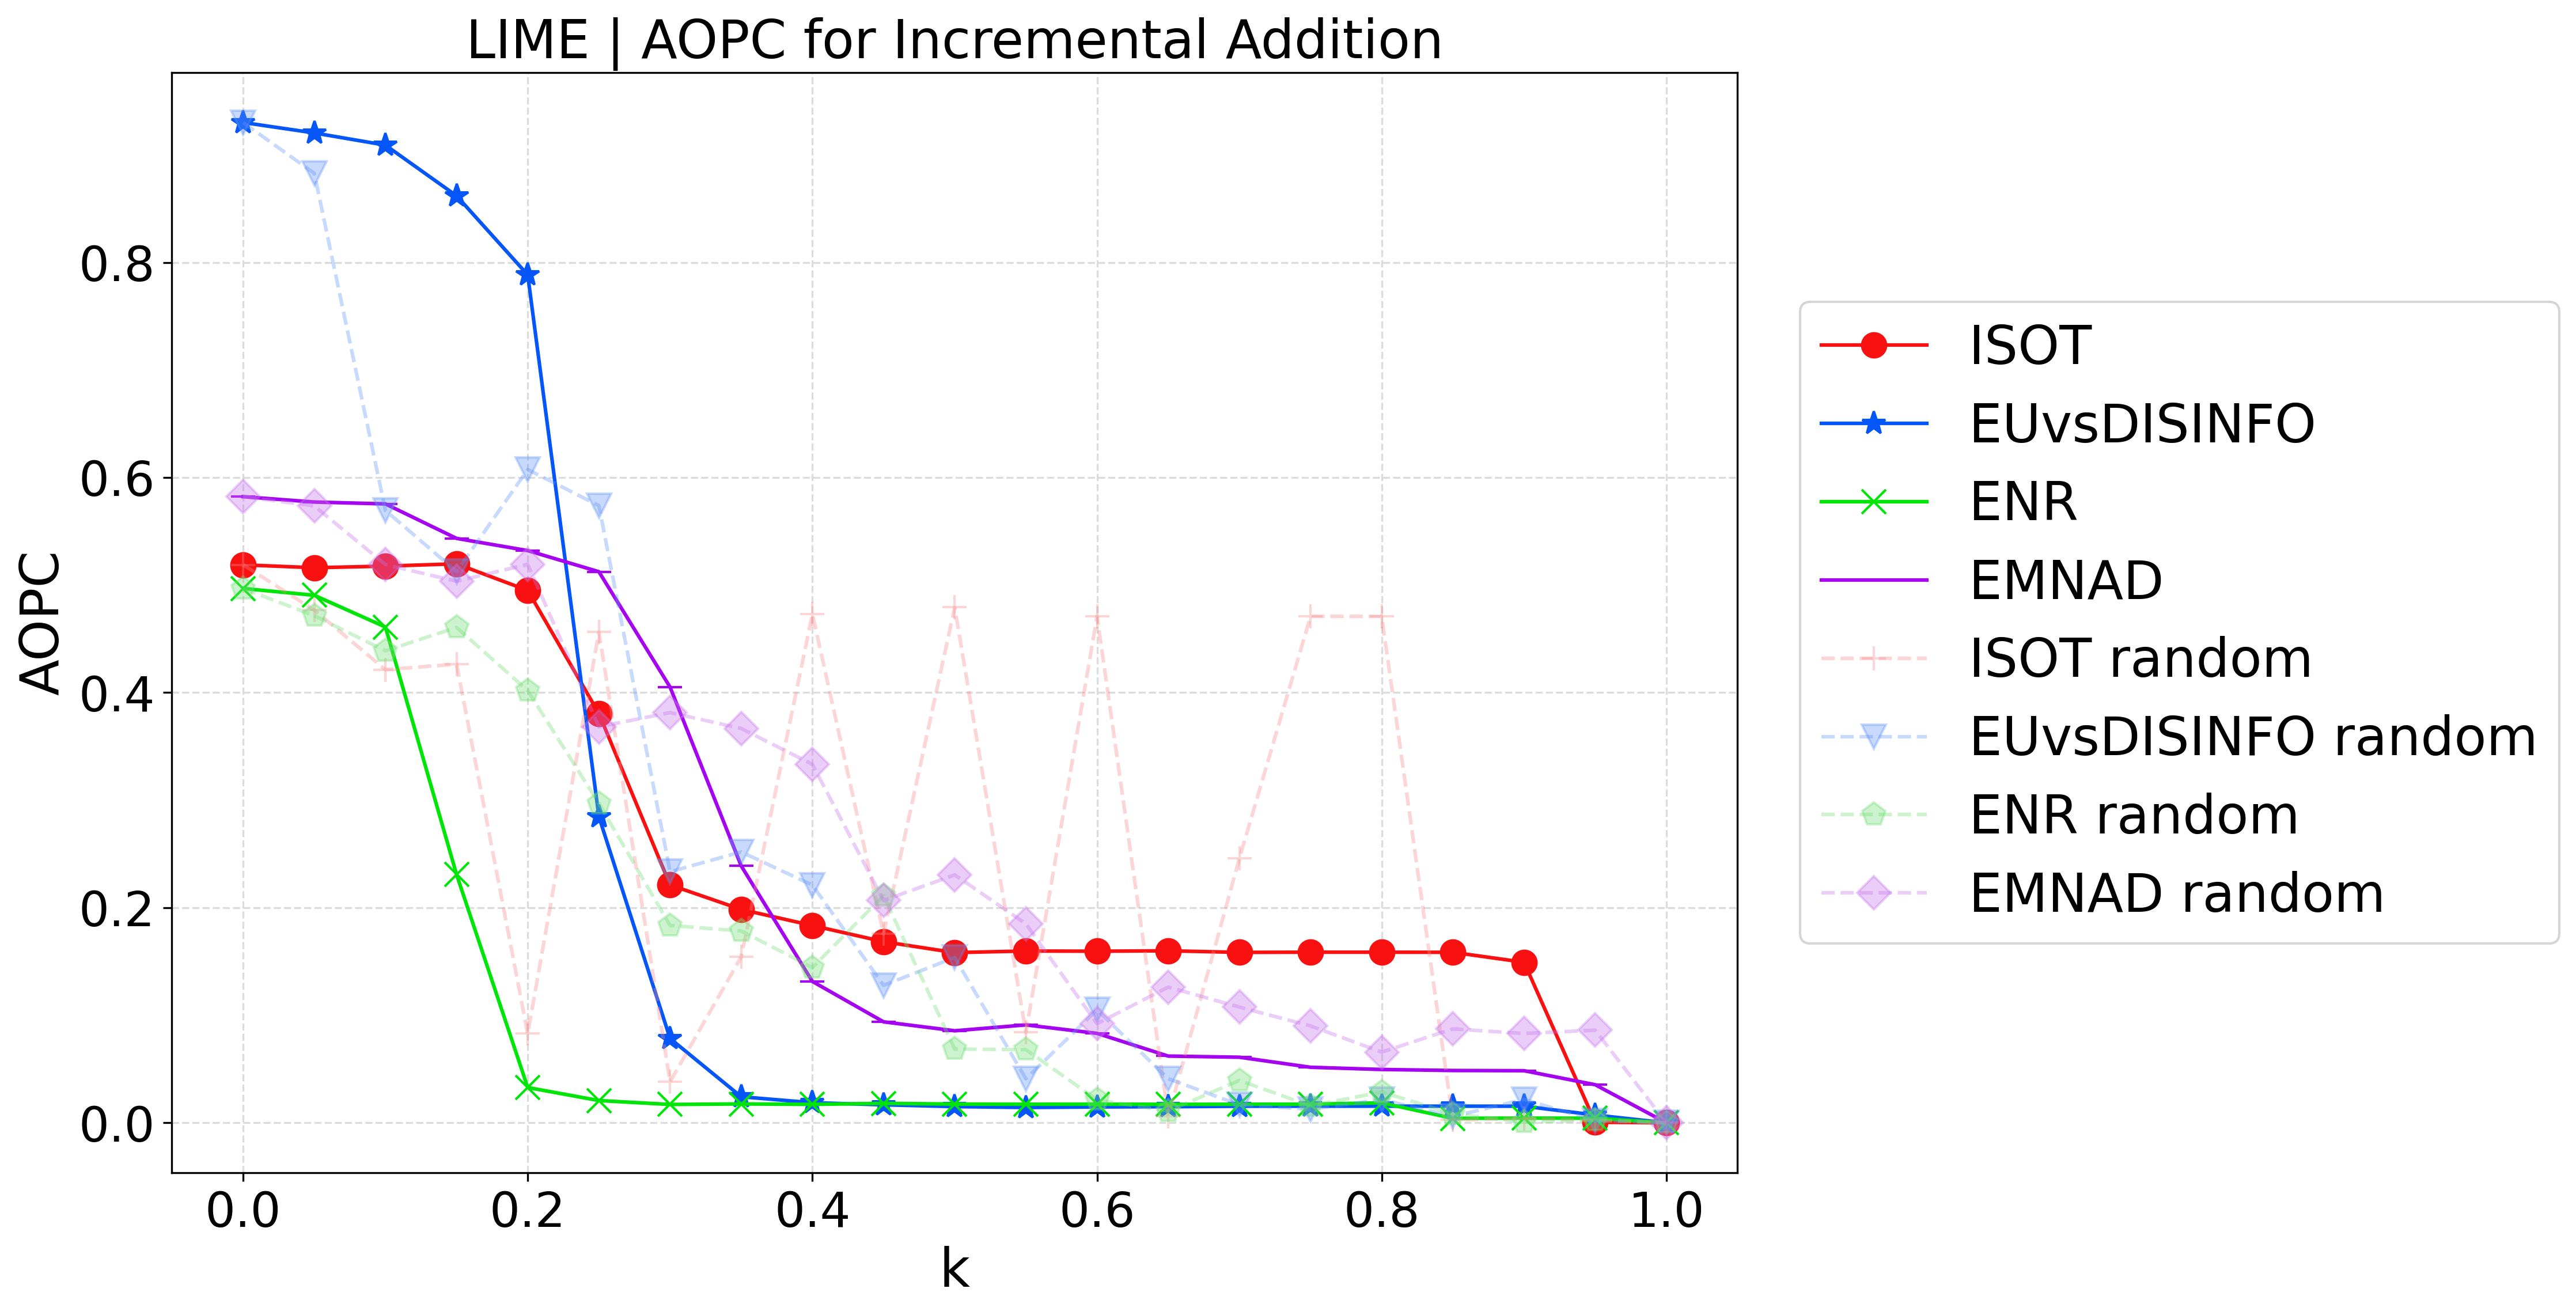 LIME | AOPC for Incremental Addition
AOPC
0.8
0.6
0.4
0.2
0.0
0.0 0.2 0.4 0.6 0.8 1.0
k
ISOT
EUvsDISINFO
ENR
EMNAD
ISOT random
EUvsDISINFO random
ENR random
EMNAD random